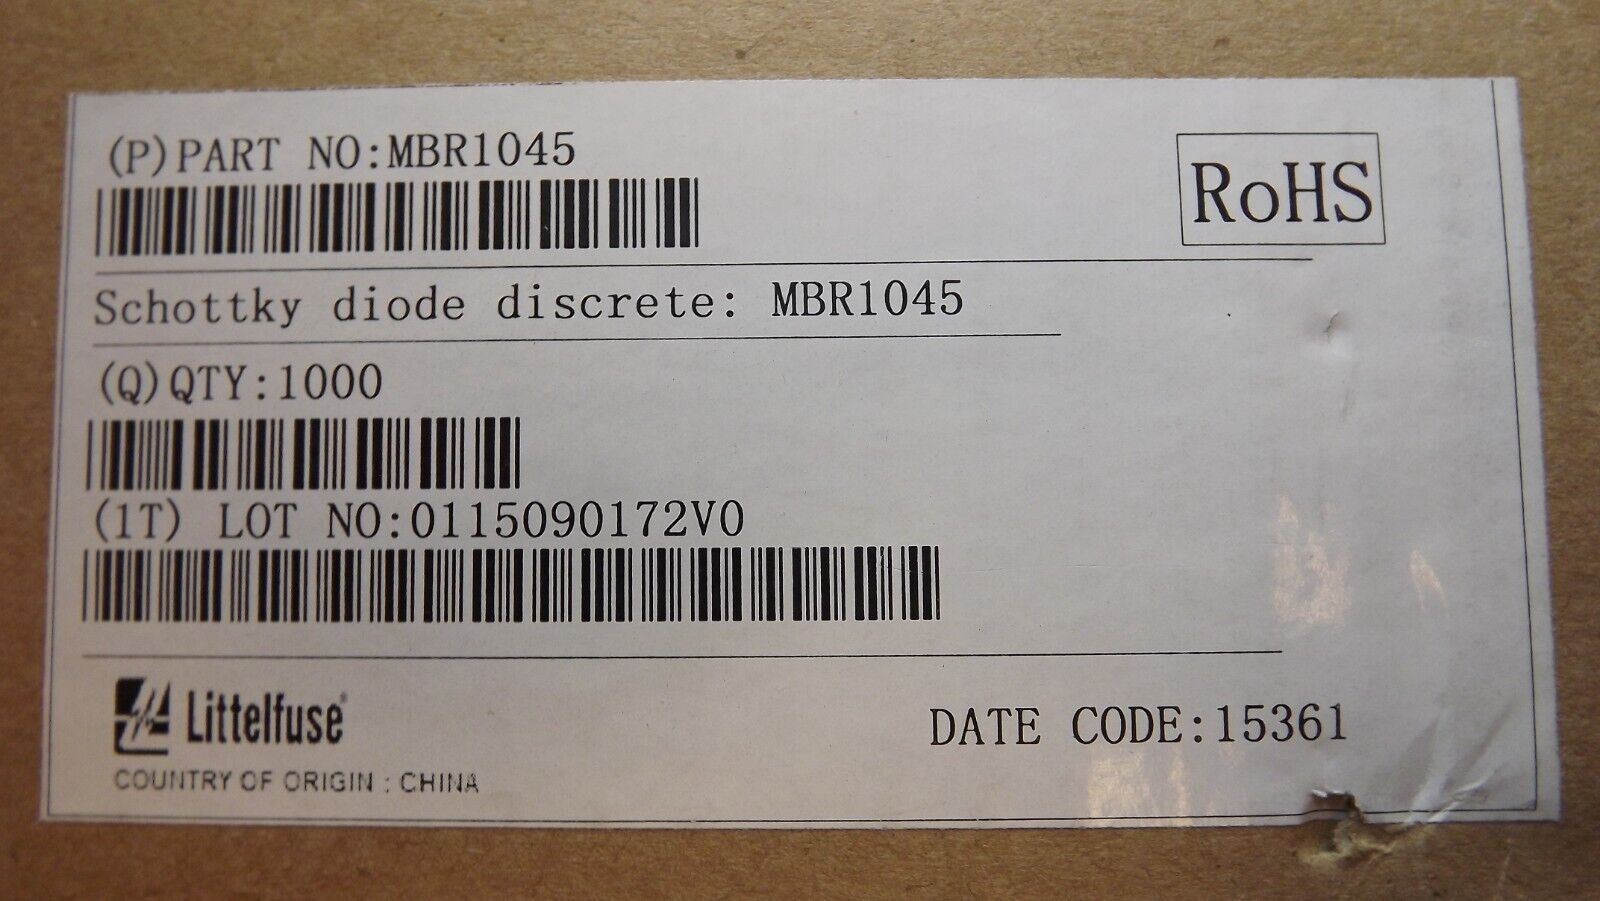 (P)PART NO:MBR1045
RoHS
Schottky diode discrete: MBR1045
(Q)QTY:1000
(1T) LOT NO:0115090172V0
Littelfuse®
DATE CODE:15361
COUNTRY OF ORIGIN : CHINA